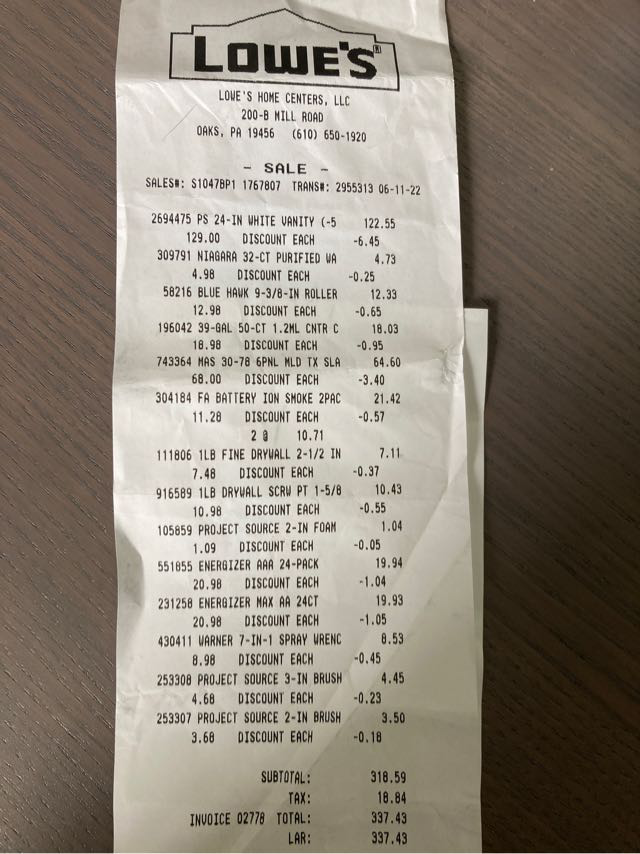 LOWE'S®
LOWE'S HOME CENTERS, LLC
200-B MILL ROAD
OAKS, PA 19456 (610) 650-1920
- SALE -
SALES#: S1047BP1 1767807 TRANS#: 2955313 06-11-22
2694475 PS 24-IN WHITE VANITY (-5 122.55
129.00 DISCOUNT EACH -6.45
309791 NIAGARA 32-CT PURIFIED WA 4.73
4.98 DISCOUNT EACH -0.25
58216 BLUE HAWK 9-3/8-IN ROLLER 12.33
12.98 DISCOUNT EACH -0.65
196042 39-GAL 50-CT 1.2ML CNTR C 18.03
18.98 DISCOUNT EACH -0.95
743364 MAS 30-78 6PNL MLD TX SLA 64.60
68.00 DISCOUNT EACH -3.40
304184 FA BATTERY ION SMOKE 2PAC 21.42
11.28 DISCOUNT EACH -0.57
2 @ 10.71
111806 1LB FINE DRYWALL 2-1/2 IN 7.11
7.48 DISCOUNT EACH -0.37
916589 1LB DRYWALL SCRW PT 1-5/8 10.43
10.98 DISCOUNT EACH -0.55
105859 PROJECT SOURCE 2-IN FOAM 1.04
1.09 DISCOUNT EACH -0.05
551855 ENERGIZER AAA 24-PACK 19.94
20.98 DISCOUNT EACH -1.04
231258 ENERGIZER MAX AA 24CT 19.93
20.98 DISCOUNT EACH -1.05
430411 WARNER 7-IN-1 SPRAY WRENC 8.53
8.98 DISCOUNT EACH -0.45
253308 PROJECT SOURCE 3-IN BRUSH 4.45
4.68 DISCOUNT EACH -0.23
253307 PROJECT SOURCE 2-IN BRUSH 3.50
3.68 DISCOUNT EACH -0.18
SUBTOTAL: 318.59
TAX: 18.84
INVOICE 02778 TOTAL: 337.43
LAR: 337.43